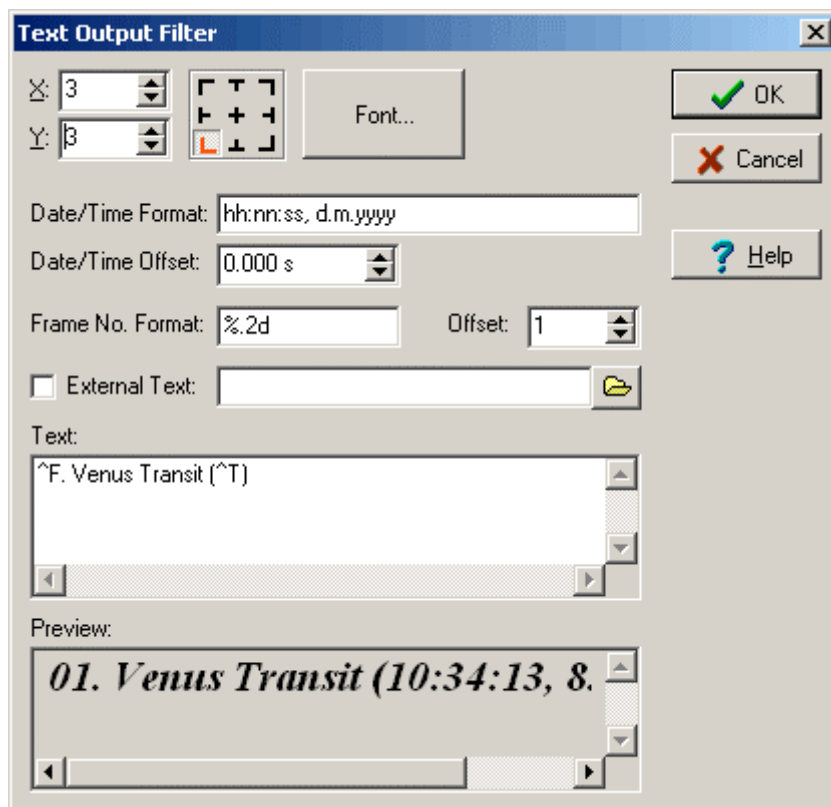 Text Output Filter
X: 3
Y: 3
Font...
OK
Cancel
Date/Time Format: hh:nn:ss, d.m.yyyy
Date/Time Offset: 0.000 s
Help
Frame No. Format: %.2d Offset: 1
External Text:
Text:
^F. Venus Transit (^T)
Preview:
01. Venus Transit (10:34:13, 8.